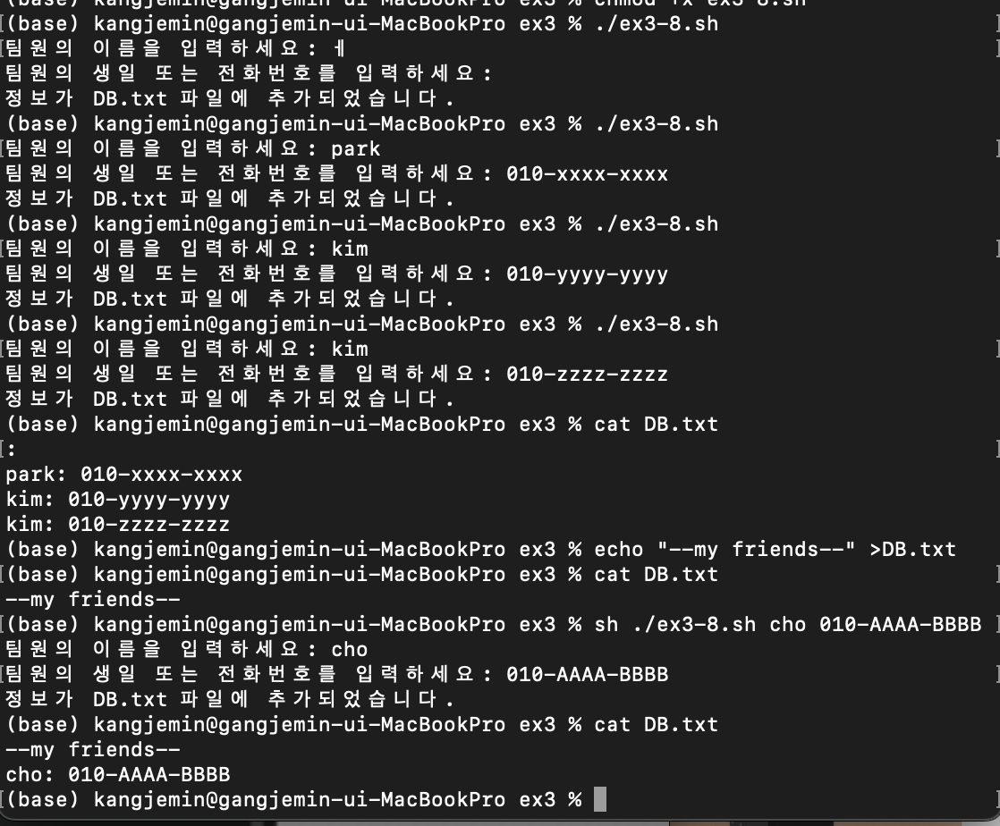 (base) kangjemin@gangjemin-ui-MacBookPro ex3 % chmod +x ex3-8.sh
(base) kangjemin@gangjemin-ui-MacBookPro ex3 % ./ex3-8.sh
팀원의 이름을 입력하세요: ㅔ
팀원의 생일 또는 전화번호를 입력하세요:
정보가 DB.txt 파일에 추가되었습니다.
(base) kangjemin@gangjemin-ui-MacBookPro ex3 % ./ex3-8.sh
팀원의 이름을 입력하세요: park
팀원의 생일 또는 전화번호를 입력하세요: 010-xxxx-xxxx
정보가 DB.txt 파일에 추가되었습니다.
(base) kangjemin@gangjemin-ui-MacBookPro ex3 % ./ex3-8.sh
팀원의 이름을 입력하세요: kim
팀원의 생일 또는 전화번호를 입력하세요: 010-yyyy-yyyy
정보가 DB.txt 파일에 추가되었습니다.
(base) kangjemin@gangjemin-ui-MacBookPro ex3 % ./ex3-8.sh
팀원의 이름을 입력하세요: kim
팀원의 생일 또는 전화번호를 입력하세요: 010-zzzz-zzzz
정보가 DB.txt 파일에 추가되었습니다.
(base) kangjemin@gangjemin-ui-MacBookPro ex3 % cat DB.txt
:
park: 010-xxxx-xxxx
kim: 010-yyyy-yyyy
kim: 010-zzzz-zzzz
(base) kangjemin@gangjemin-ui-MacBookPro ex3 % echo "--my friends--" >DB.txt
(base) kangjemin@gangjemin-ui-MacBookPro ex3 % cat DB.txt
--my friends--
(base) kangjemin@gangjemin-ui-MacBookPro ex3 % sh ./ex3-8.sh cho 010-AAAA-BBBB
팀원의 이름을 입력하세요: cho
팀원의 생일 또는 전화번호를 입력하세요: 010-AAAA-BBBB
정보가 DB.txt 파일에 추가되었습니다.
(base) kangjemin@gangjemin-ui-MacBookPro ex3 % cat DB.txt
--my friends--
cho: 010-AAAA-BBBB
(base) kangjemin@gangjemin-ui-MacBookPro ex3 %